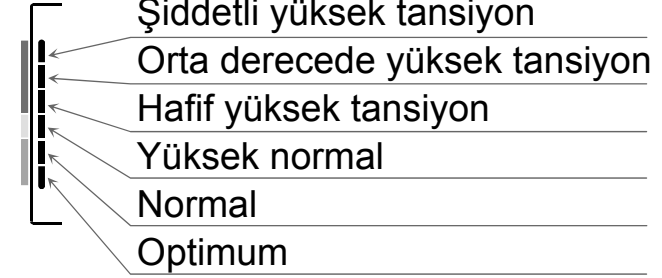 Şiddetli yüksek tansiyon
Orta derecede yüksek tansiyon
Hafif yüksek tansiyon
Yüksek normal
Normal
Optimum